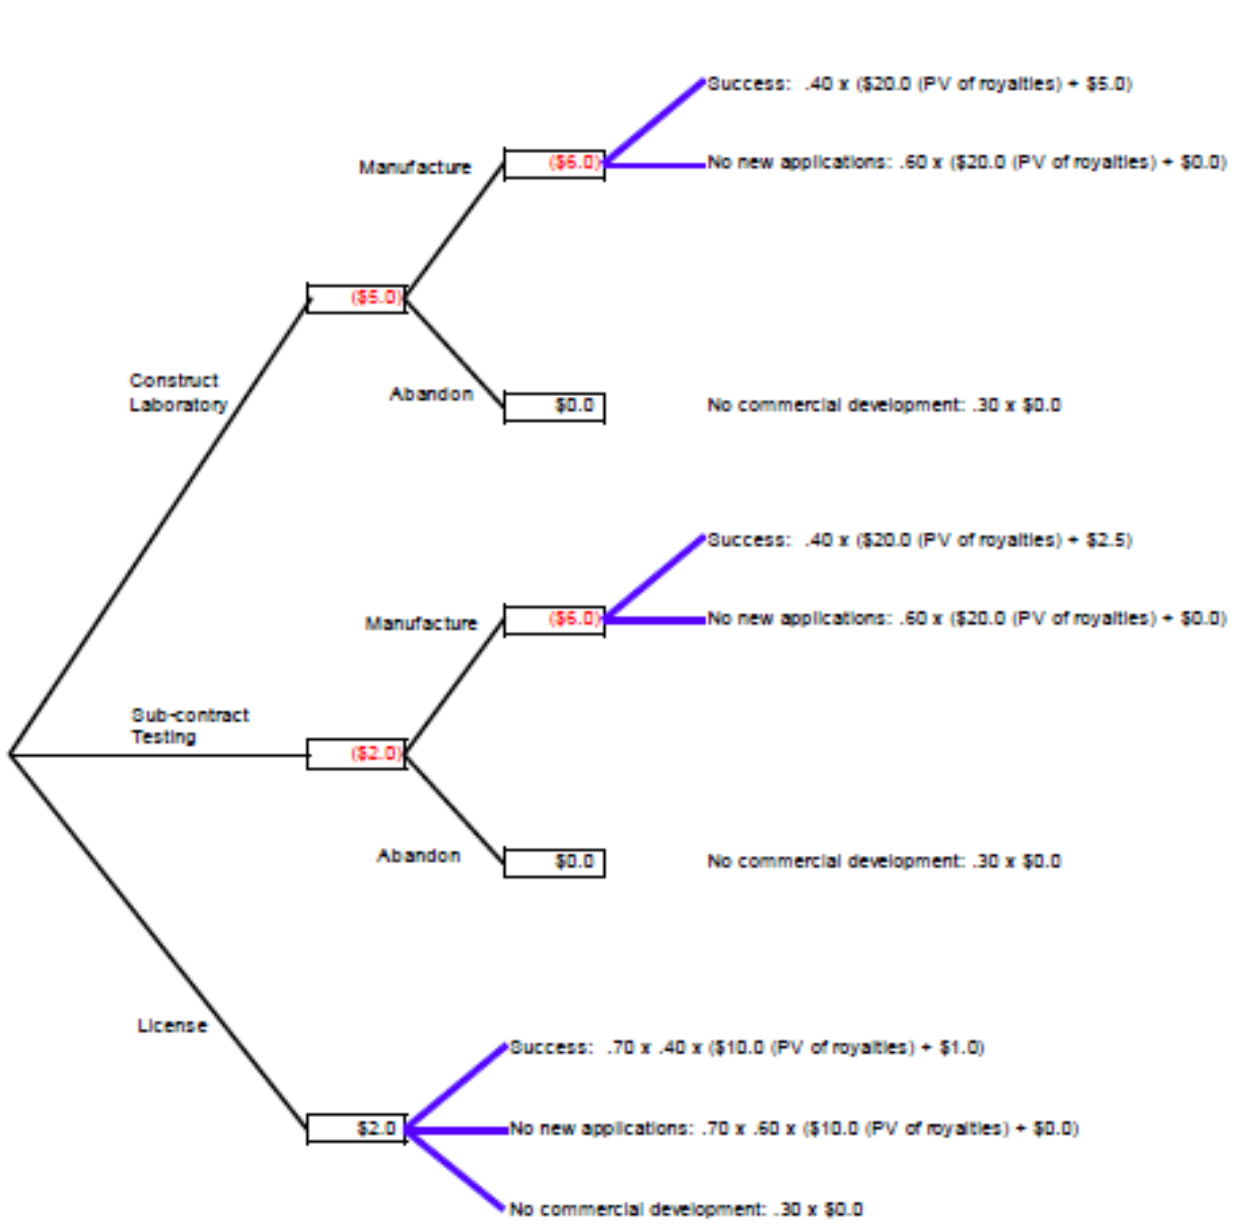 Success: .40 x ($20.0 (PV of royalties) + $5.0)
Manufacture
($6.0)
No new applications: .60 x ($20.0 (PV of royalties) + $0.0)
($5.0)
Construct
Laboratory
Abandon
$0.0
No commercial development: .30 x $0.0
Success: .40 x ($20.0 (PV of royalties) + $2.5)
Manufacture
($6.0)
No new applications: .60 x ($20.0 (PV of royalties) + $0.0)
Sub-contract
Testing
($2.0)
Abandon
$0.0
No commercial development: .30 x $0.0
License
Success: .70 x .40 x ($10.0 (PV of royalties) + $1.0)
$2.0
No new applications: .70 x .60 x ($10.0 (PV of royalties) + $0.0)
No commercial development: .30 x $0.0